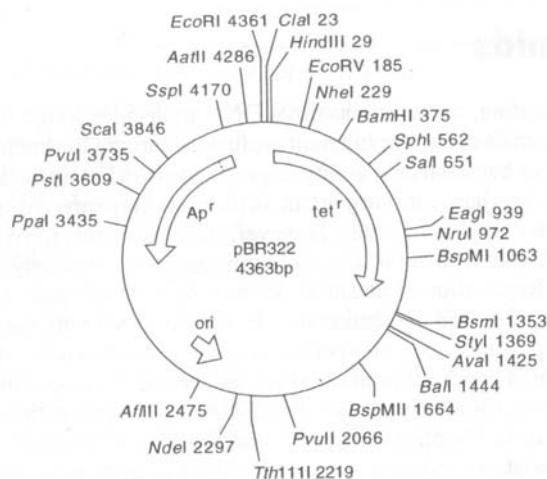 EcoRI 4361
ClaI 23
HindIII 29
AatII 4286
EcoRV 185
SspI 4170
NheI 229
BamHI 375
ScaI 3846
SphI 562
PvuI 3735
SalI 651
PstI 3609
PpaI 3435
Apr
tetr
EagI 939
NruI 972
BspMI 1063
pBR322
4363bp
ori
BsmI 1353
StyI 1369
AvaI 1425
BalI 1444
BspMII 1664
AflIII 2475
NdeI 2297
PvuII 2066
Tth111I 2219